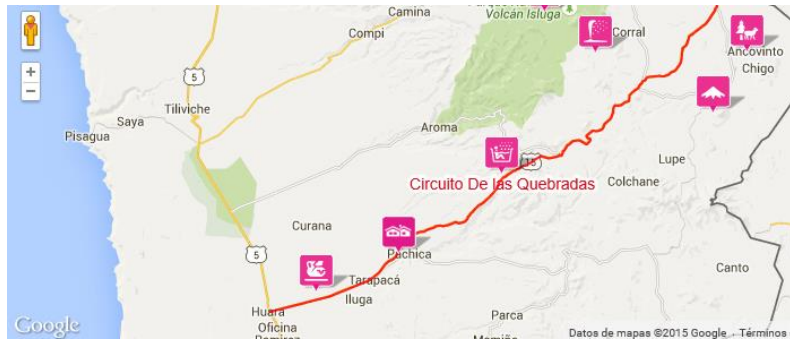 Camina
Volcán Isluga
Corral
Ancovinto
Chigo
Compi
5
Tiliviche
Saya
Pisagua
Aroma
15
Lupe
Circuito De las Quebradas
Colchane
Curana
5
Pachica
Canto
Tarapacá
Iluga
Huara
Oficina
Parca
Google
Datos de mapas ©2015 Google
Términos